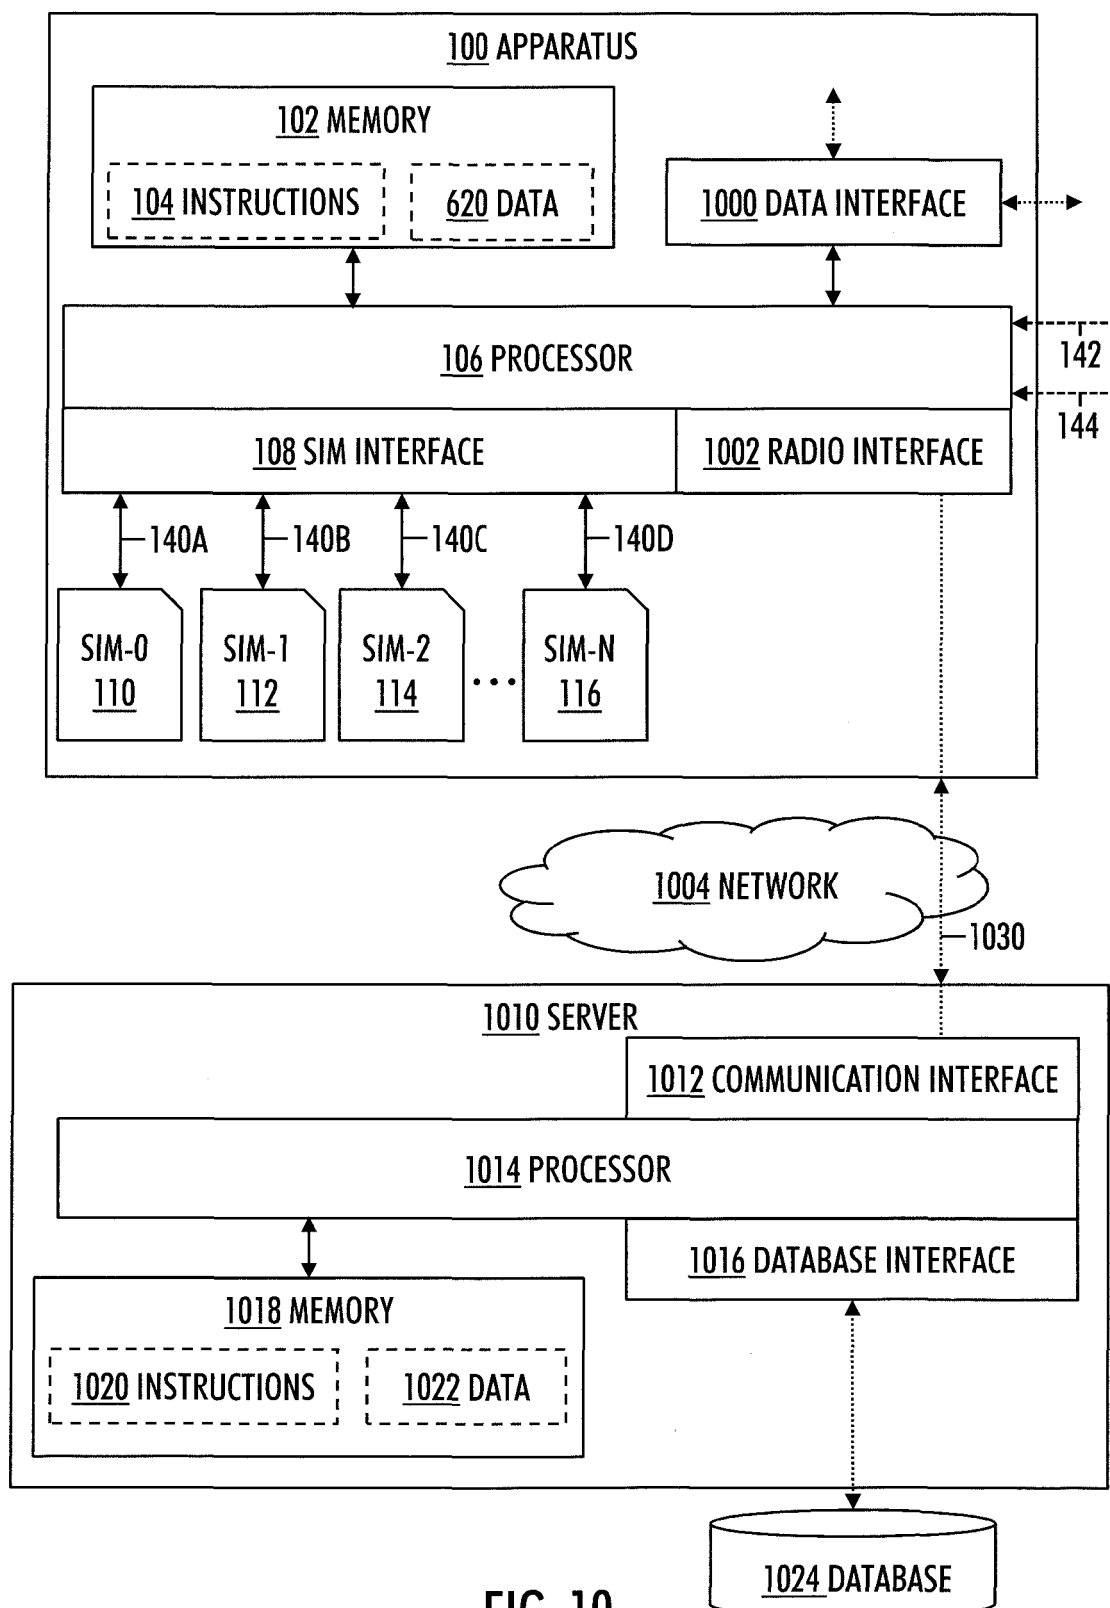 100 APPARATUS
102 MEMORY
104 INSTRUCTIONS
620 DATA
1000 DATA INTERFACE
106 PROCESSOR
142
144
108 SIM INTERFACE
1002 RADIO INTERFACE
140A
140B
140C
140D
SIM-0
110
SIM-1
112
SIM-2
114
...
SIM-N
116
1004 NETWORK
1030
1010 SERVER
1012 COMMUNICATION INTERFACE
1014 PROCESSOR
1016 DATABASE INTERFACE
1018 MEMORY
1020 INSTRUCTIONS
1022 DATA
1024 DATABASE
FIG. 10